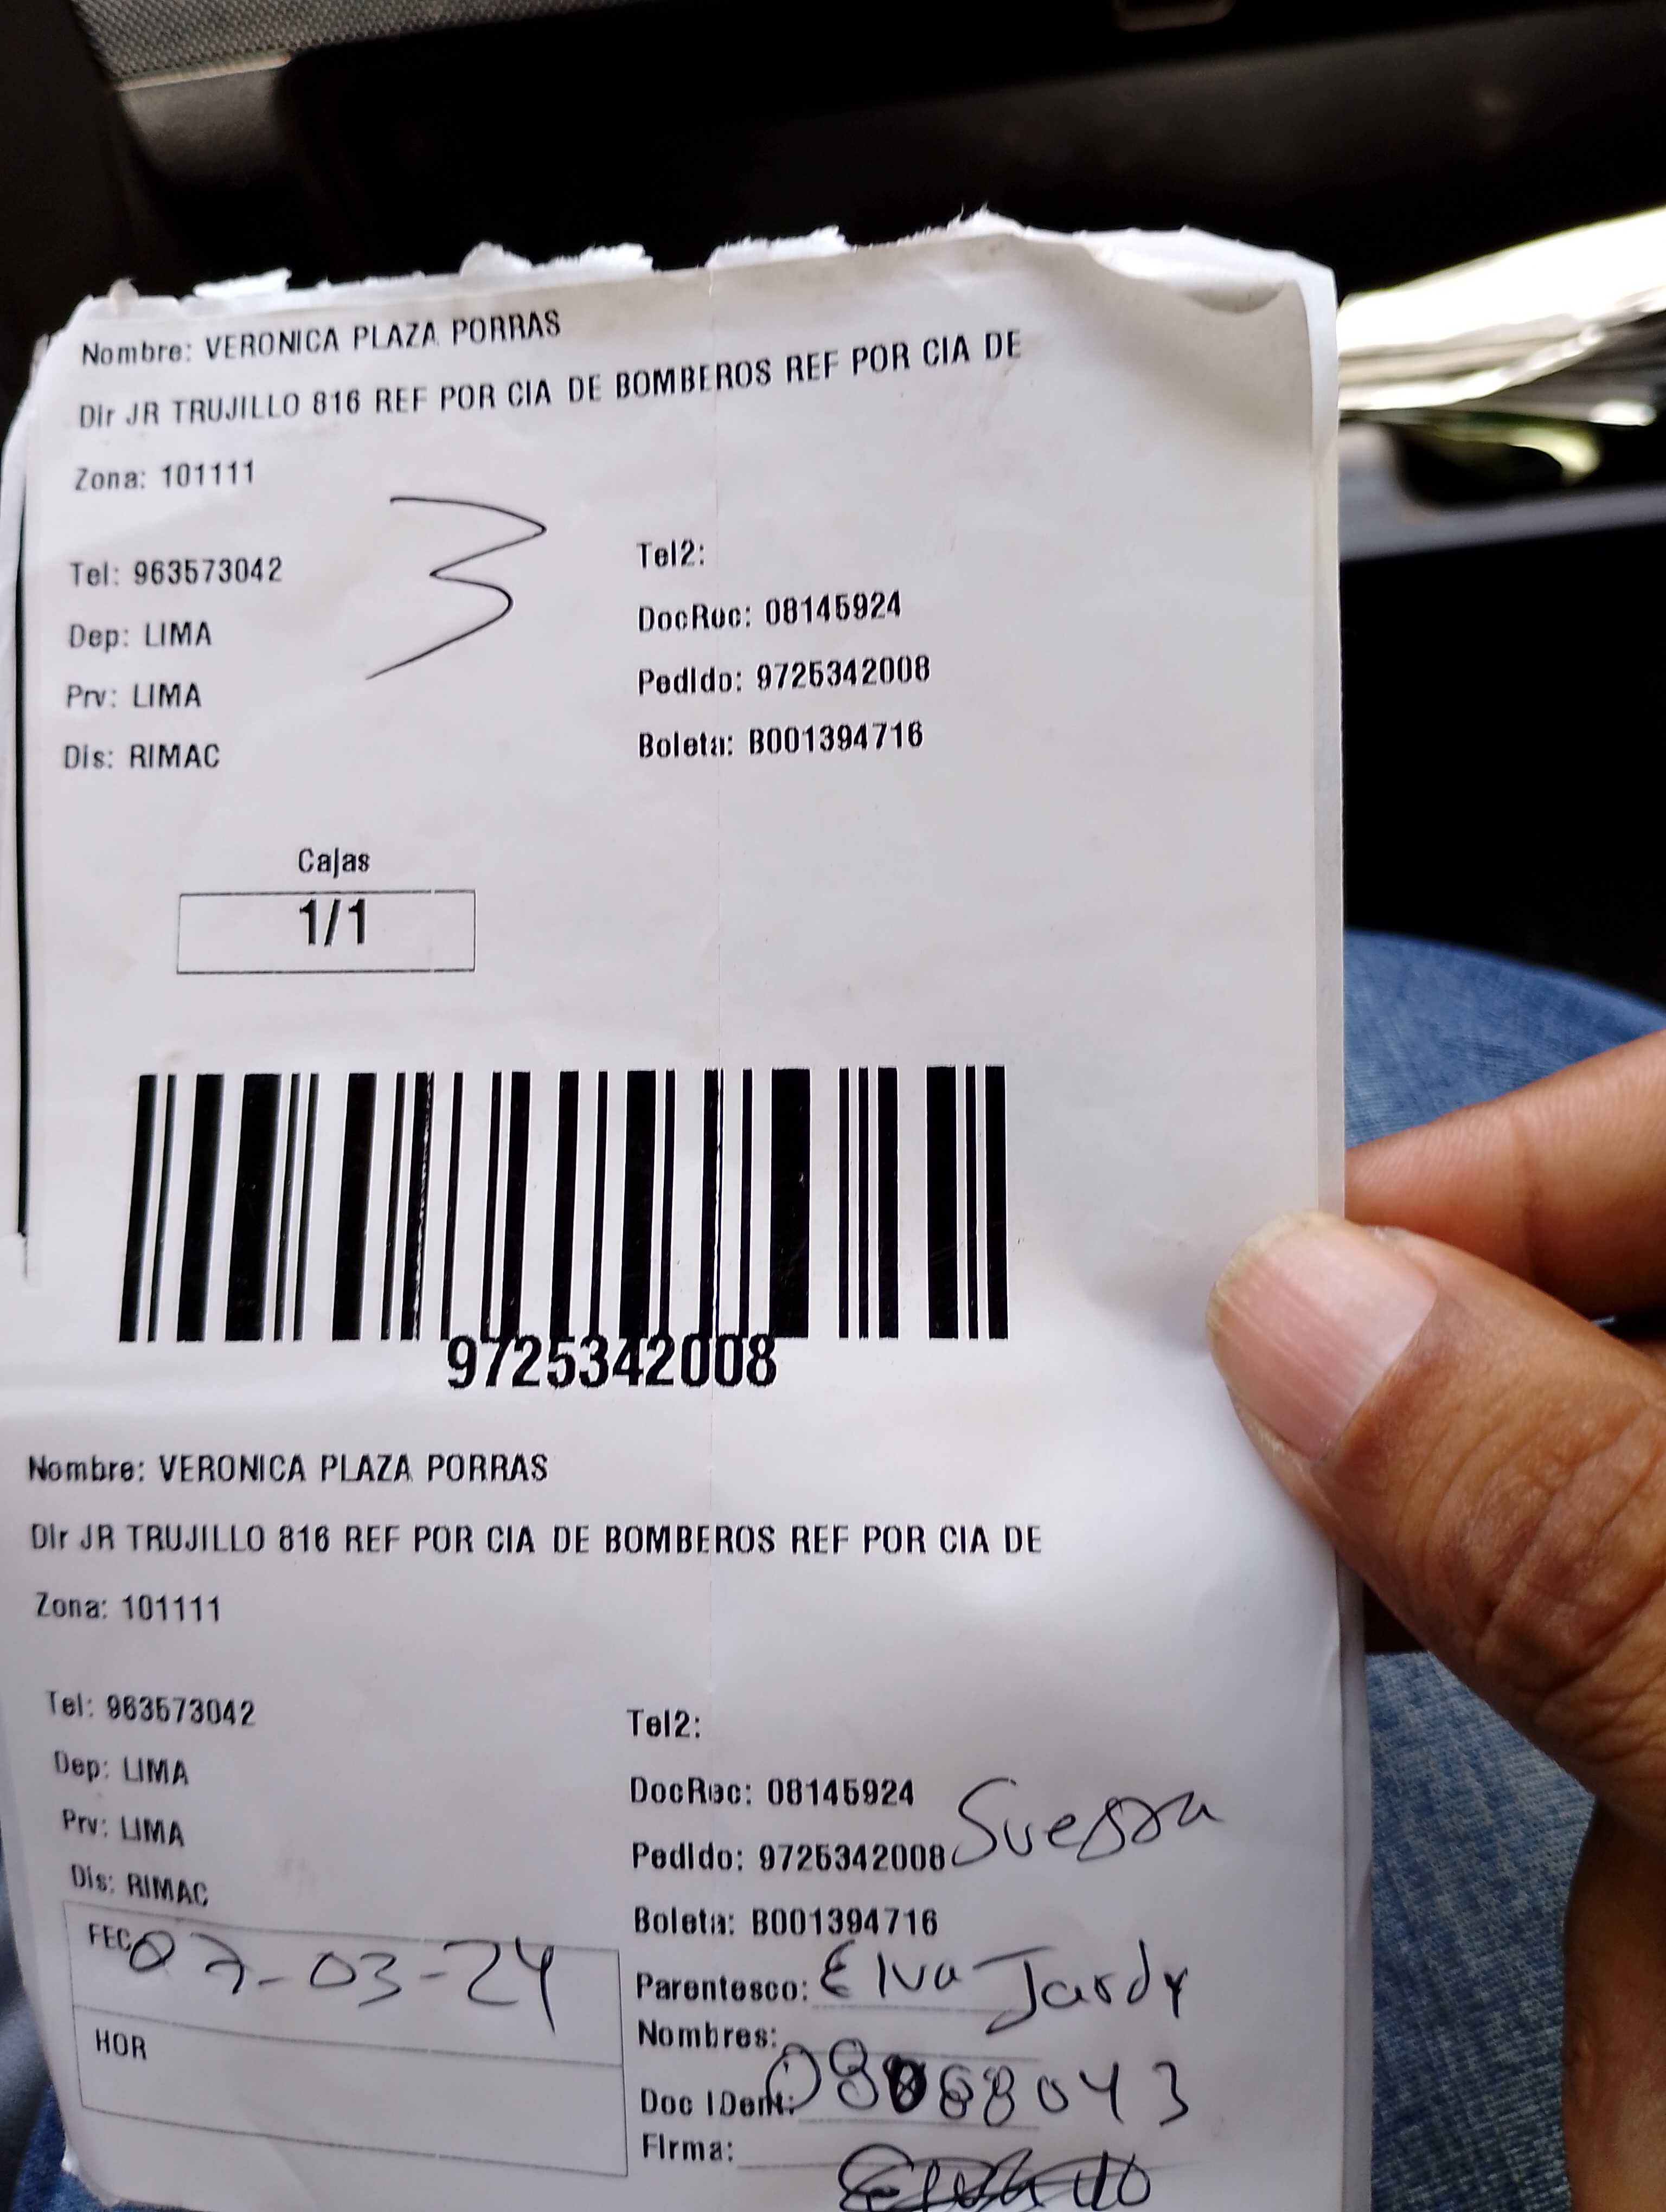 Nombre: VERONICA PLAZA PORRAS
Dir JR TRUJILLO 816 REF POR CIA DE BOMBEROS REF POR CIA DE
Zona: 101111
3
Tel: 963573042
Tel2:
Dep: LIMA
DocRec: 08145924
Prv: LIMA
Pedido: 9725342008
Dis: RIMAC
Boleta: B001394716
Cajas
1/1
9725342008
Nombre: VERONICA PLAZA PORRAS
Dir JR TRUJILLO 816 REF POR CIA DE BOMBEROS REF POR CIA DE
Zona: 101111
Tel: 963573042
Tel2:
Dep: LIMA
DocRec: 08145924
Prv: LIMA
Pedido: 9725342008 Suegra
Dis: RIMAC
Boleta: B001394716
FEC 07-03-24
Parentesco: Elva Jardy
HOR
Nombres:
Doc IDent:
Firma: